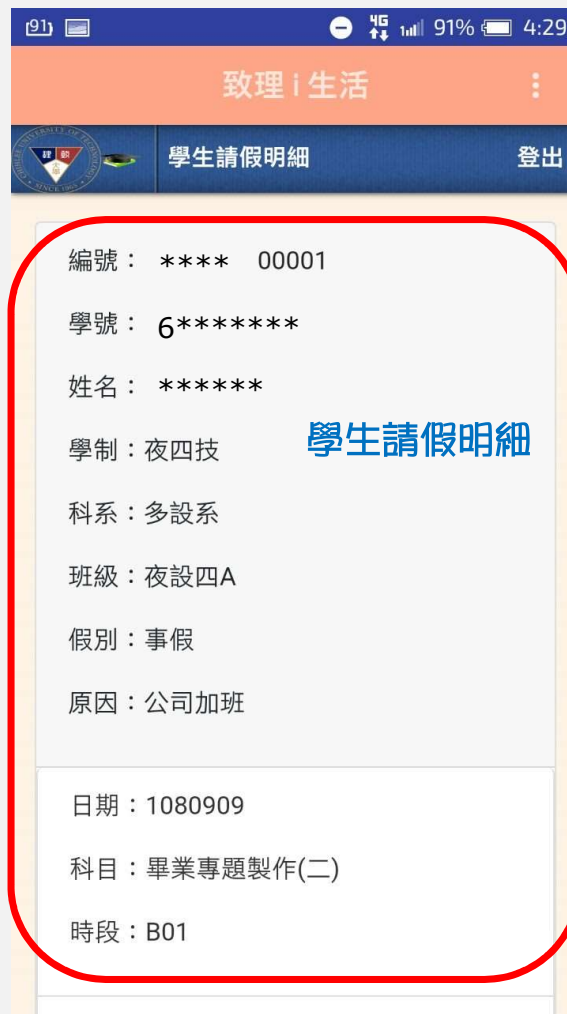 91
4G 91% 4:29
致理 i 生活
學生請假明細 登出
編號： **** 00001
學號： 6*******
姓名： ******
學制：夜四技
學生請假明細
科系：多設系
班級：夜設四A
假別：事假
原因：公司加班
日期：1080909
科目：畢業專題製作(二)
時段：B01